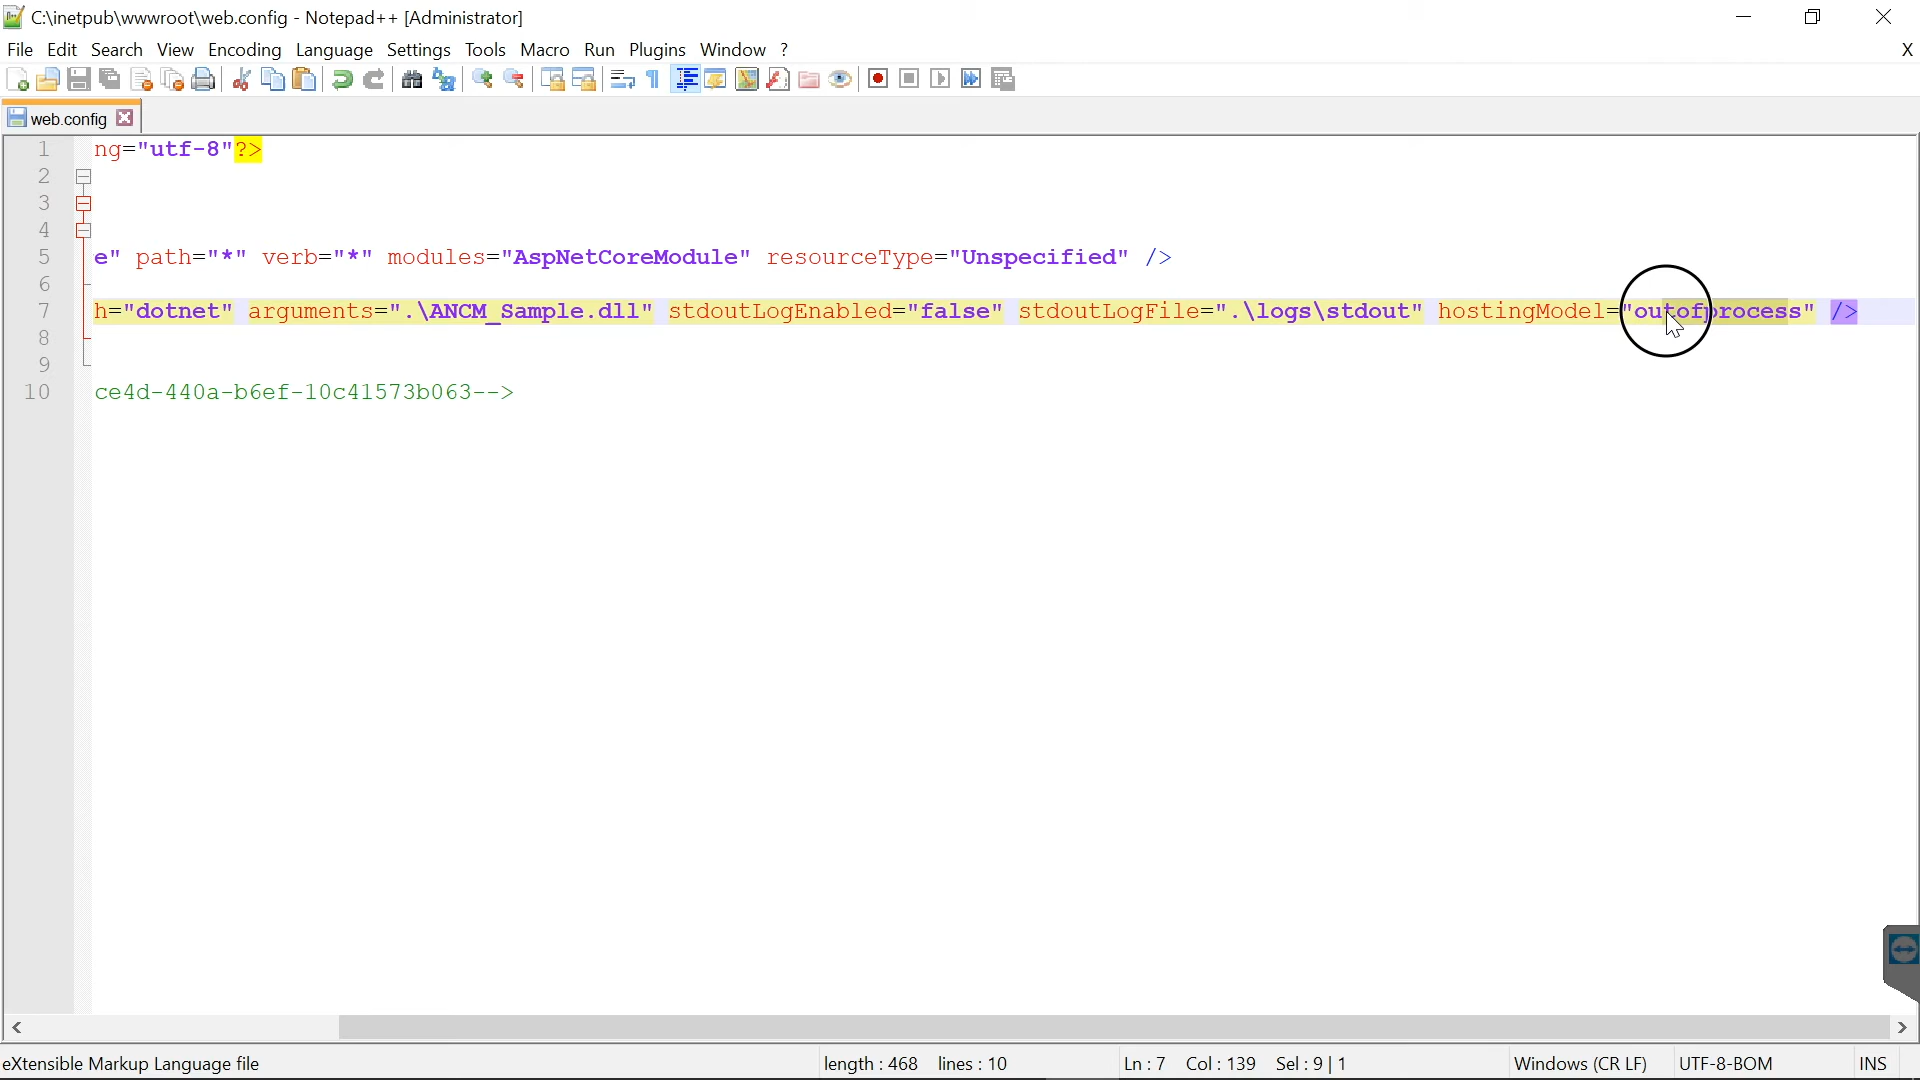 C:\inetpub\wwwroot\web.config - Notepad++ [Administrator]
File Edit Search View Encoding Language Settings Tools Macro Run Plugins Window ? X
web.config
1 ng="utf-8"?>
2
3
4
5 e" path="*" verb="*" modules="AspNetCoreModule" resourceType="Unspecified" />
6
7 h="dotnet" arguments=".\ANCM_Sample.dll" stdoutLogEnabled="false" stdoutLogFile=".\logs\stdout" hostingModel="outofprocess" />
8
9
10 ce4d-440a-b6ef-10c41573b063-->
eXtensible Markup Language file length : 468 lines : 10 Ln : 7 Col : 139 Sel : 9 | 1 Windows (CR LF) UTF-8-BOM INS